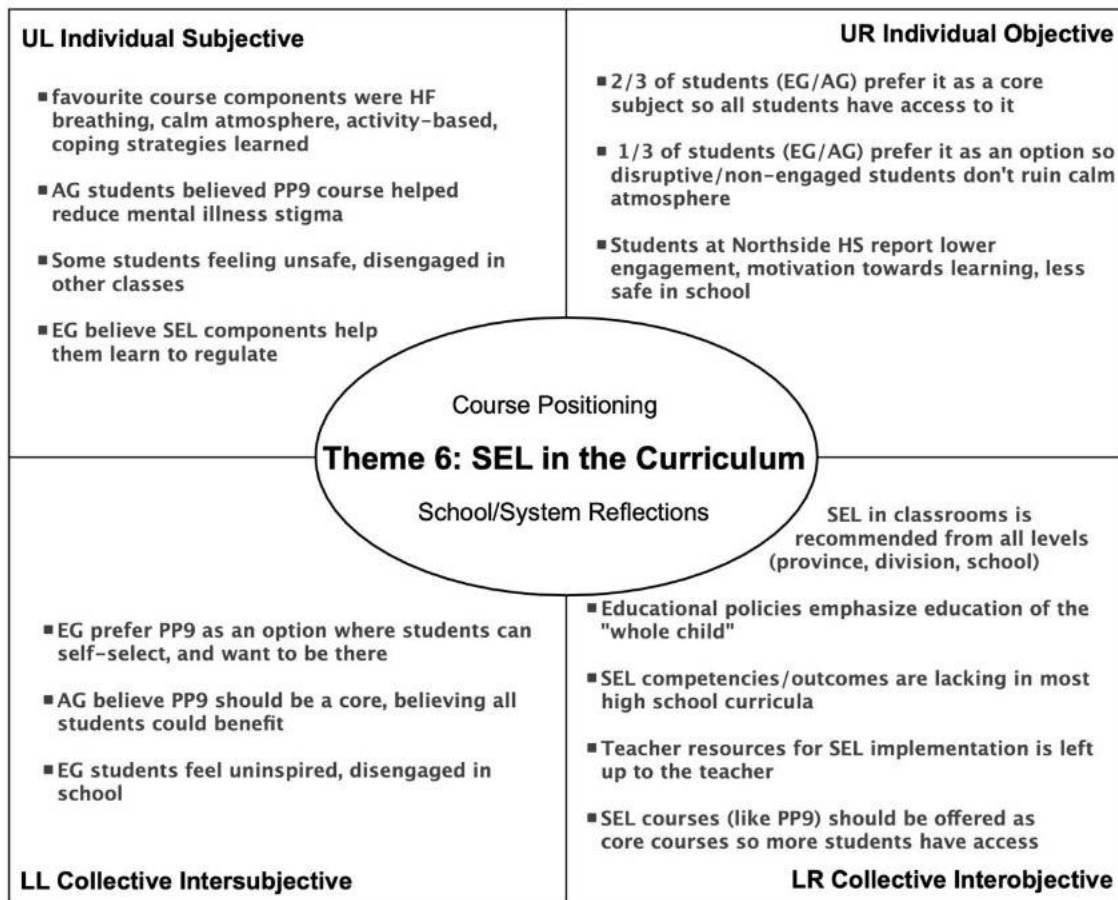 UL Individual Subjective
▪ favourite course components were HF
breathing, calm atmosphere, activity-based,
coping strategies learned
▪ AG students believed PP9 course helped
reduce mental illness stigma
▪ Some students feeling unsafe, disengaged in
other classes
▪ EG believe SEL components help
them learn to regulate
UR Individual Objective
▪ 2/3 of students (EG/AG) prefer it as a core
subject so all students have access to it
▪ 1/3 of students (EG/AG) prefer it as an option so
disruptive/non-engaged students don't ruin calm
atmosphere
▪ Students at Northside HS report lower
engagement, motivation towards learning, less
safe in school
Course Positioning
Theme 6: SEL in the Curriculum
School/System Reflections
▪ EG prefer PP9 as an option where students can
self-select, and want to be there
▪ AG believe PP9 should be a core, believing all
students could benefit
▪ EG students feel uninspired, disengaged in
school
LL Collective Intersubjective
SEL in classrooms is
recommended from all levels
(province, division, school)
▪ Educational policies emphasize education of the
"whole child"
▪ SEL competencies/outcomes are lacking in most
high school curricula
▪ Teacher resources for SEL implementation is left
up to the teacher
▪ SEL courses (like PP9) should be offered as
core courses so more students have access
LR Collective Interobjective